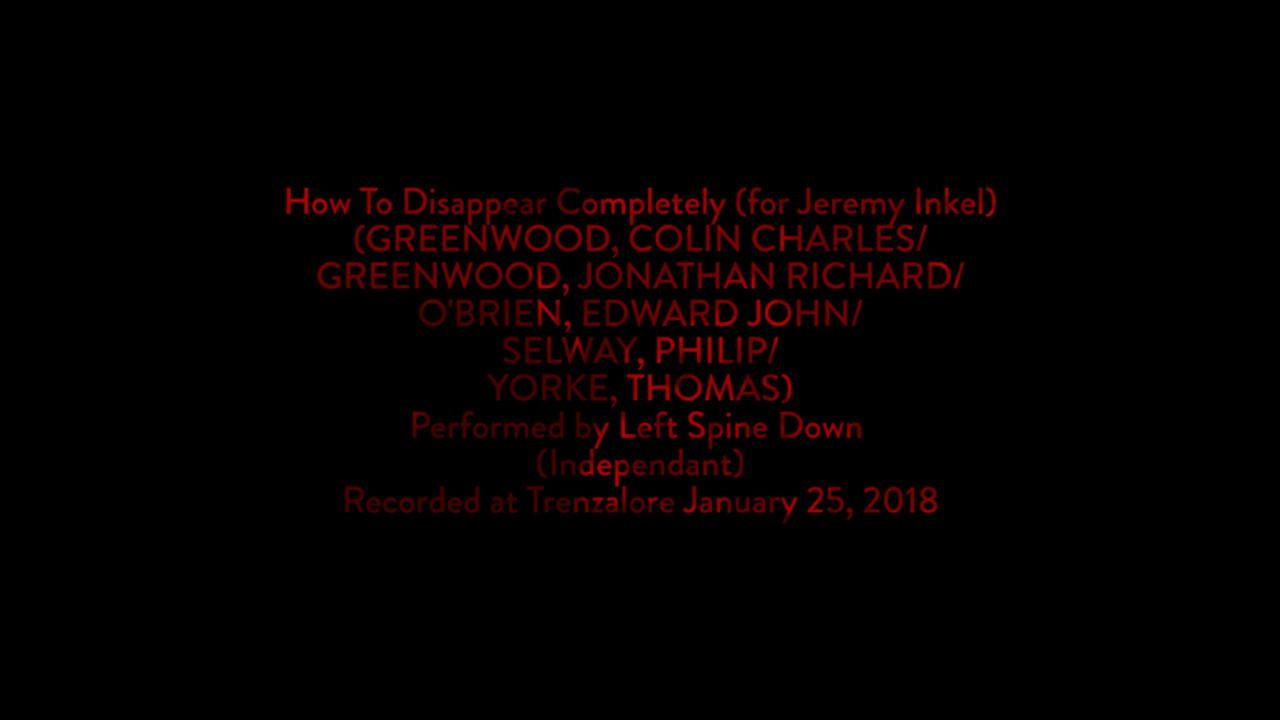 How To Disappear Completely (for Jeremy Inkel)
(GREENWOOD, COLIN CHARLES/
GREENWOOD, JONATHAN RICHARD/
O'BRIEN, EDWARD JOHN/
SELWAY, PHILIP/
YORKE, THOMAS)
Performed by Left Spine Down
(Independant)
Recorded at Trenzalore January 25, 2018